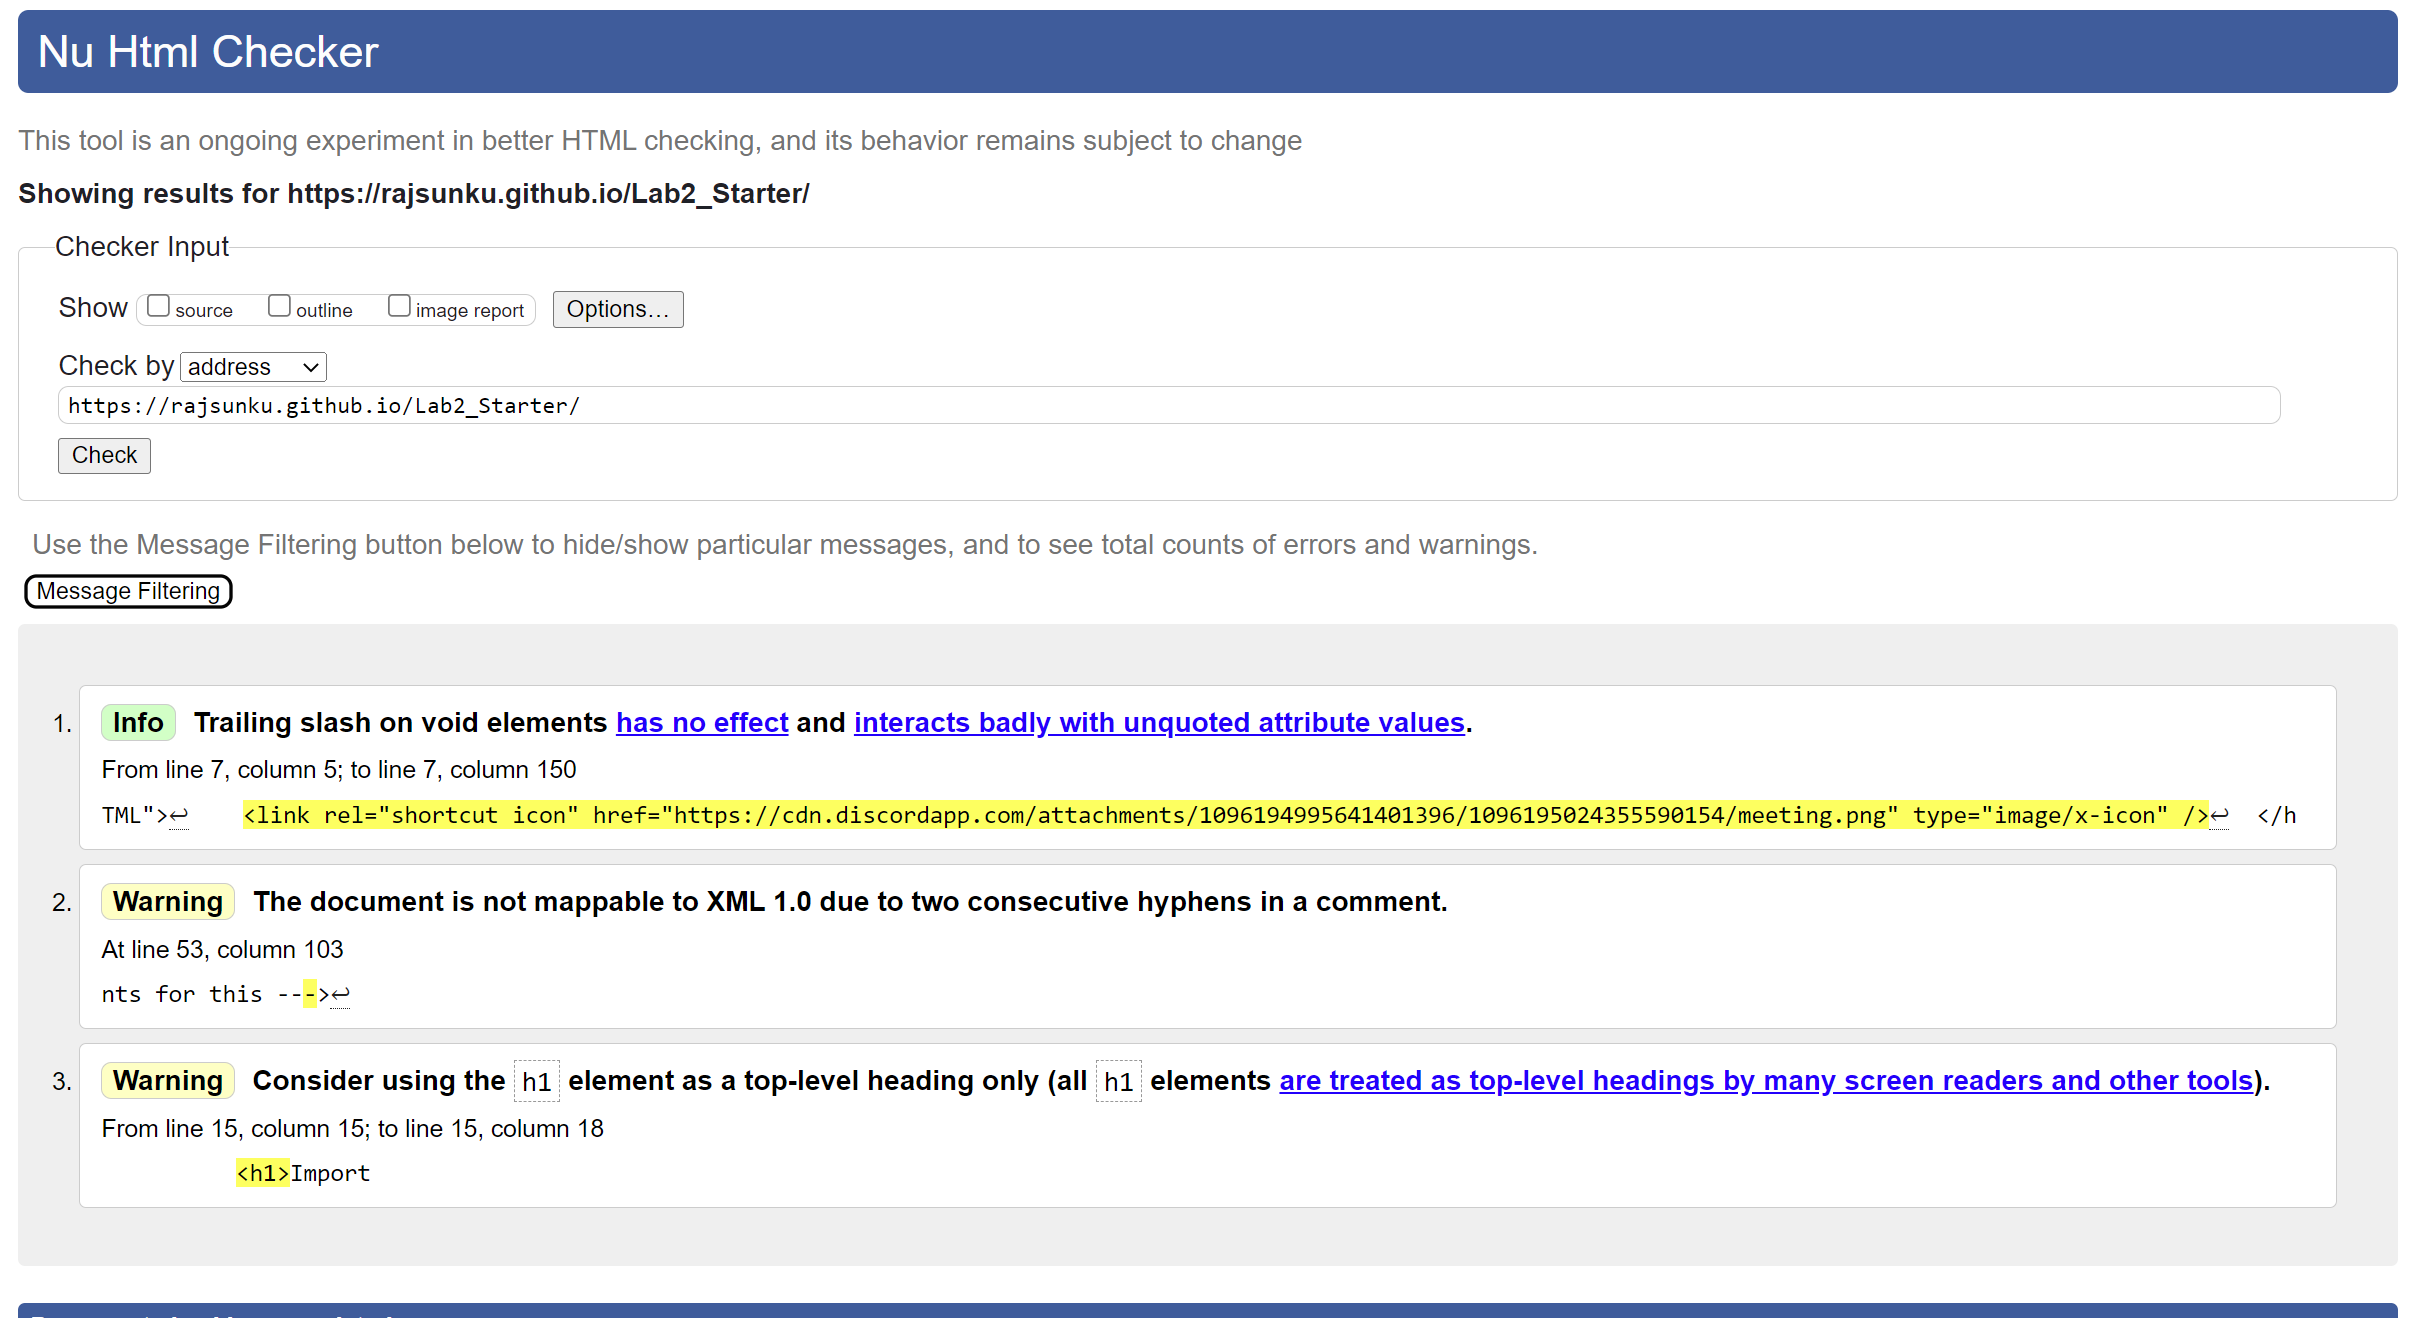 Nu Html Checker
This tool is an ongoing experiment in better HTML checking, and its behavior remains subject to change
Showing results for https://rajsunku.github.io/Lab2_Starter/
Checker Input
Show source outline image report Options...
Check by address
https://rajsunku.github.io/Lab2_Starter/
Check
Use the Message Filtering button below to hide/show particular messages, and to see total counts of errors and warnings.
Message Filtering
1. Info Trailing slash on void elements has no effect and interacts badly with unquoted attribute values.
From line 7, column 5; to line 7, column 150
TML">↩ <link rel="shortcut icon" href="https://cdn.discordapp.com/attachments/1096194995641401396/1096195024355590154/meeting.png" type="image/x-icon" />↩ </h
2. Warning The document is not mappable to XML 1.0 due to two consecutive hyphens in a comment.
At line 53, column 103
nts for this --->↩
3. Warning Consider using the h1 element as a top-level heading only (all h1 elements are treated as top-level headings by many screen readers and other tools).
From line 15, column 15; to line 15, column 18
<h1>Import